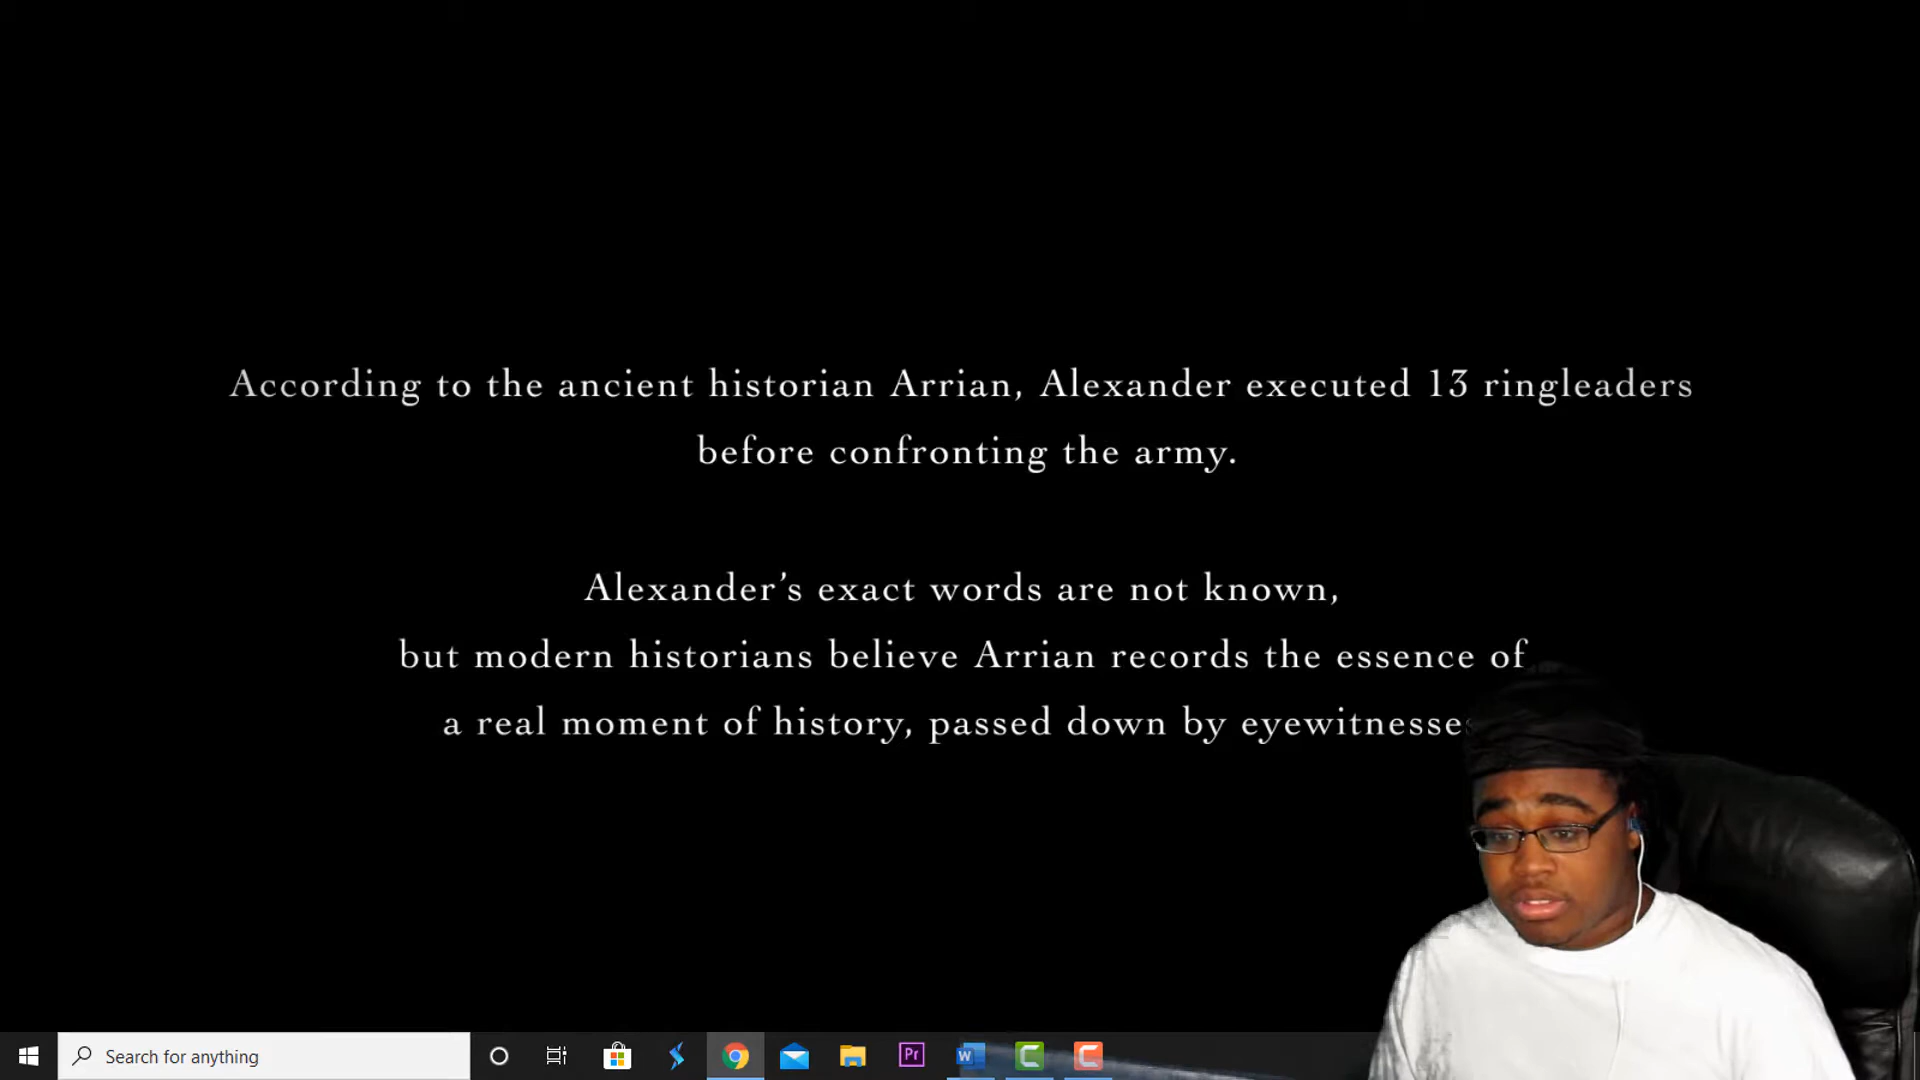 According to the ancient historian Arrian, Alexander executed 13 ringleaders
before confronting the army.
Alexander’s exact words are not known,
but modern historians believe Arrian records the essence of
a real moment of history, passed down by eyewitnesses
Search for anything
Pr
W